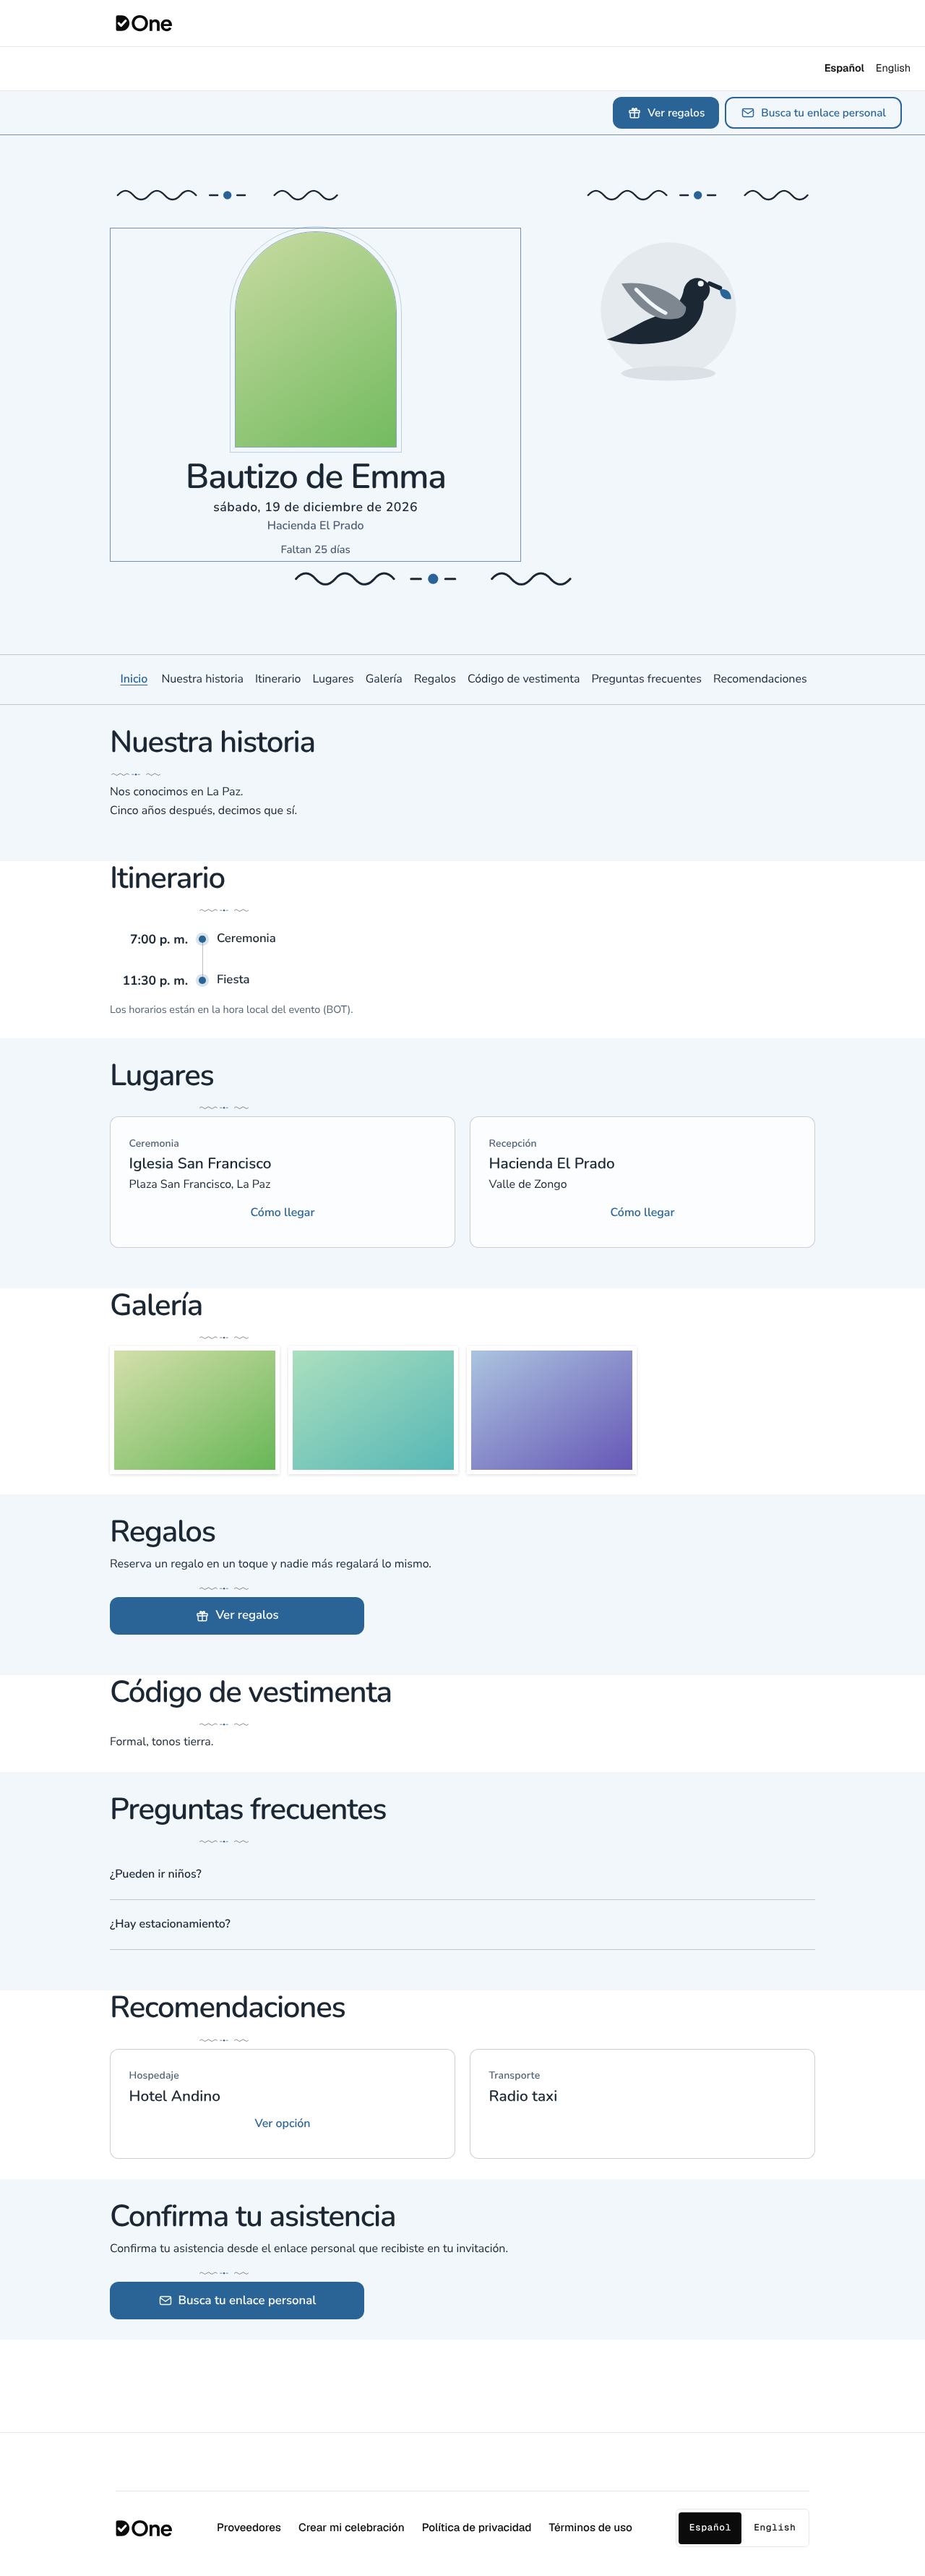 One
Español English
Ver regalos Busca tu enlace personal
Bautizo de Emma
sábado, 19 de diciembre de 2026
Hacienda El Prado
Faltan 25 días
Inicio Nuestra historia Itinerario Lugares Galería Regalos Código de vestimenta Preguntas frecuentes Recomendaciones
Nuestra historia
Nos conocimos en La Paz.
Cinco años después, decimos que sí.
Itinerario
7:00 p. m. Ceremonia
11:30 p. m. Fiesta
Los horarios están en la hora local del evento (BOT).
Lugares
Ceremonia
Iglesia San Francisco
Plaza San Francisco, La Paz
Cómo llegar
Recepción
Hacienda El Prado
Valle de Zongo
Cómo llegar
Galería
Regalos
Reserva un regalo en un toque y nadie más regalará lo mismo.
Ver regalos
Código de vestimenta
Formal, tonos tierra.
Preguntas frecuentes
¿Pueden ir niños?
¿Hay estacionamiento?
Recomendaciones
Hospedaje
Hotel Andino
Ver opción
Transporte
Radio taxi
Confirma tu asistencia
Confirma tu asistencia desde el enlace personal que recibiste en tu invitación.
Busca tu enlace personal
One Proveedores Crear mi celebración Política de privacidad Términos de uso Español English